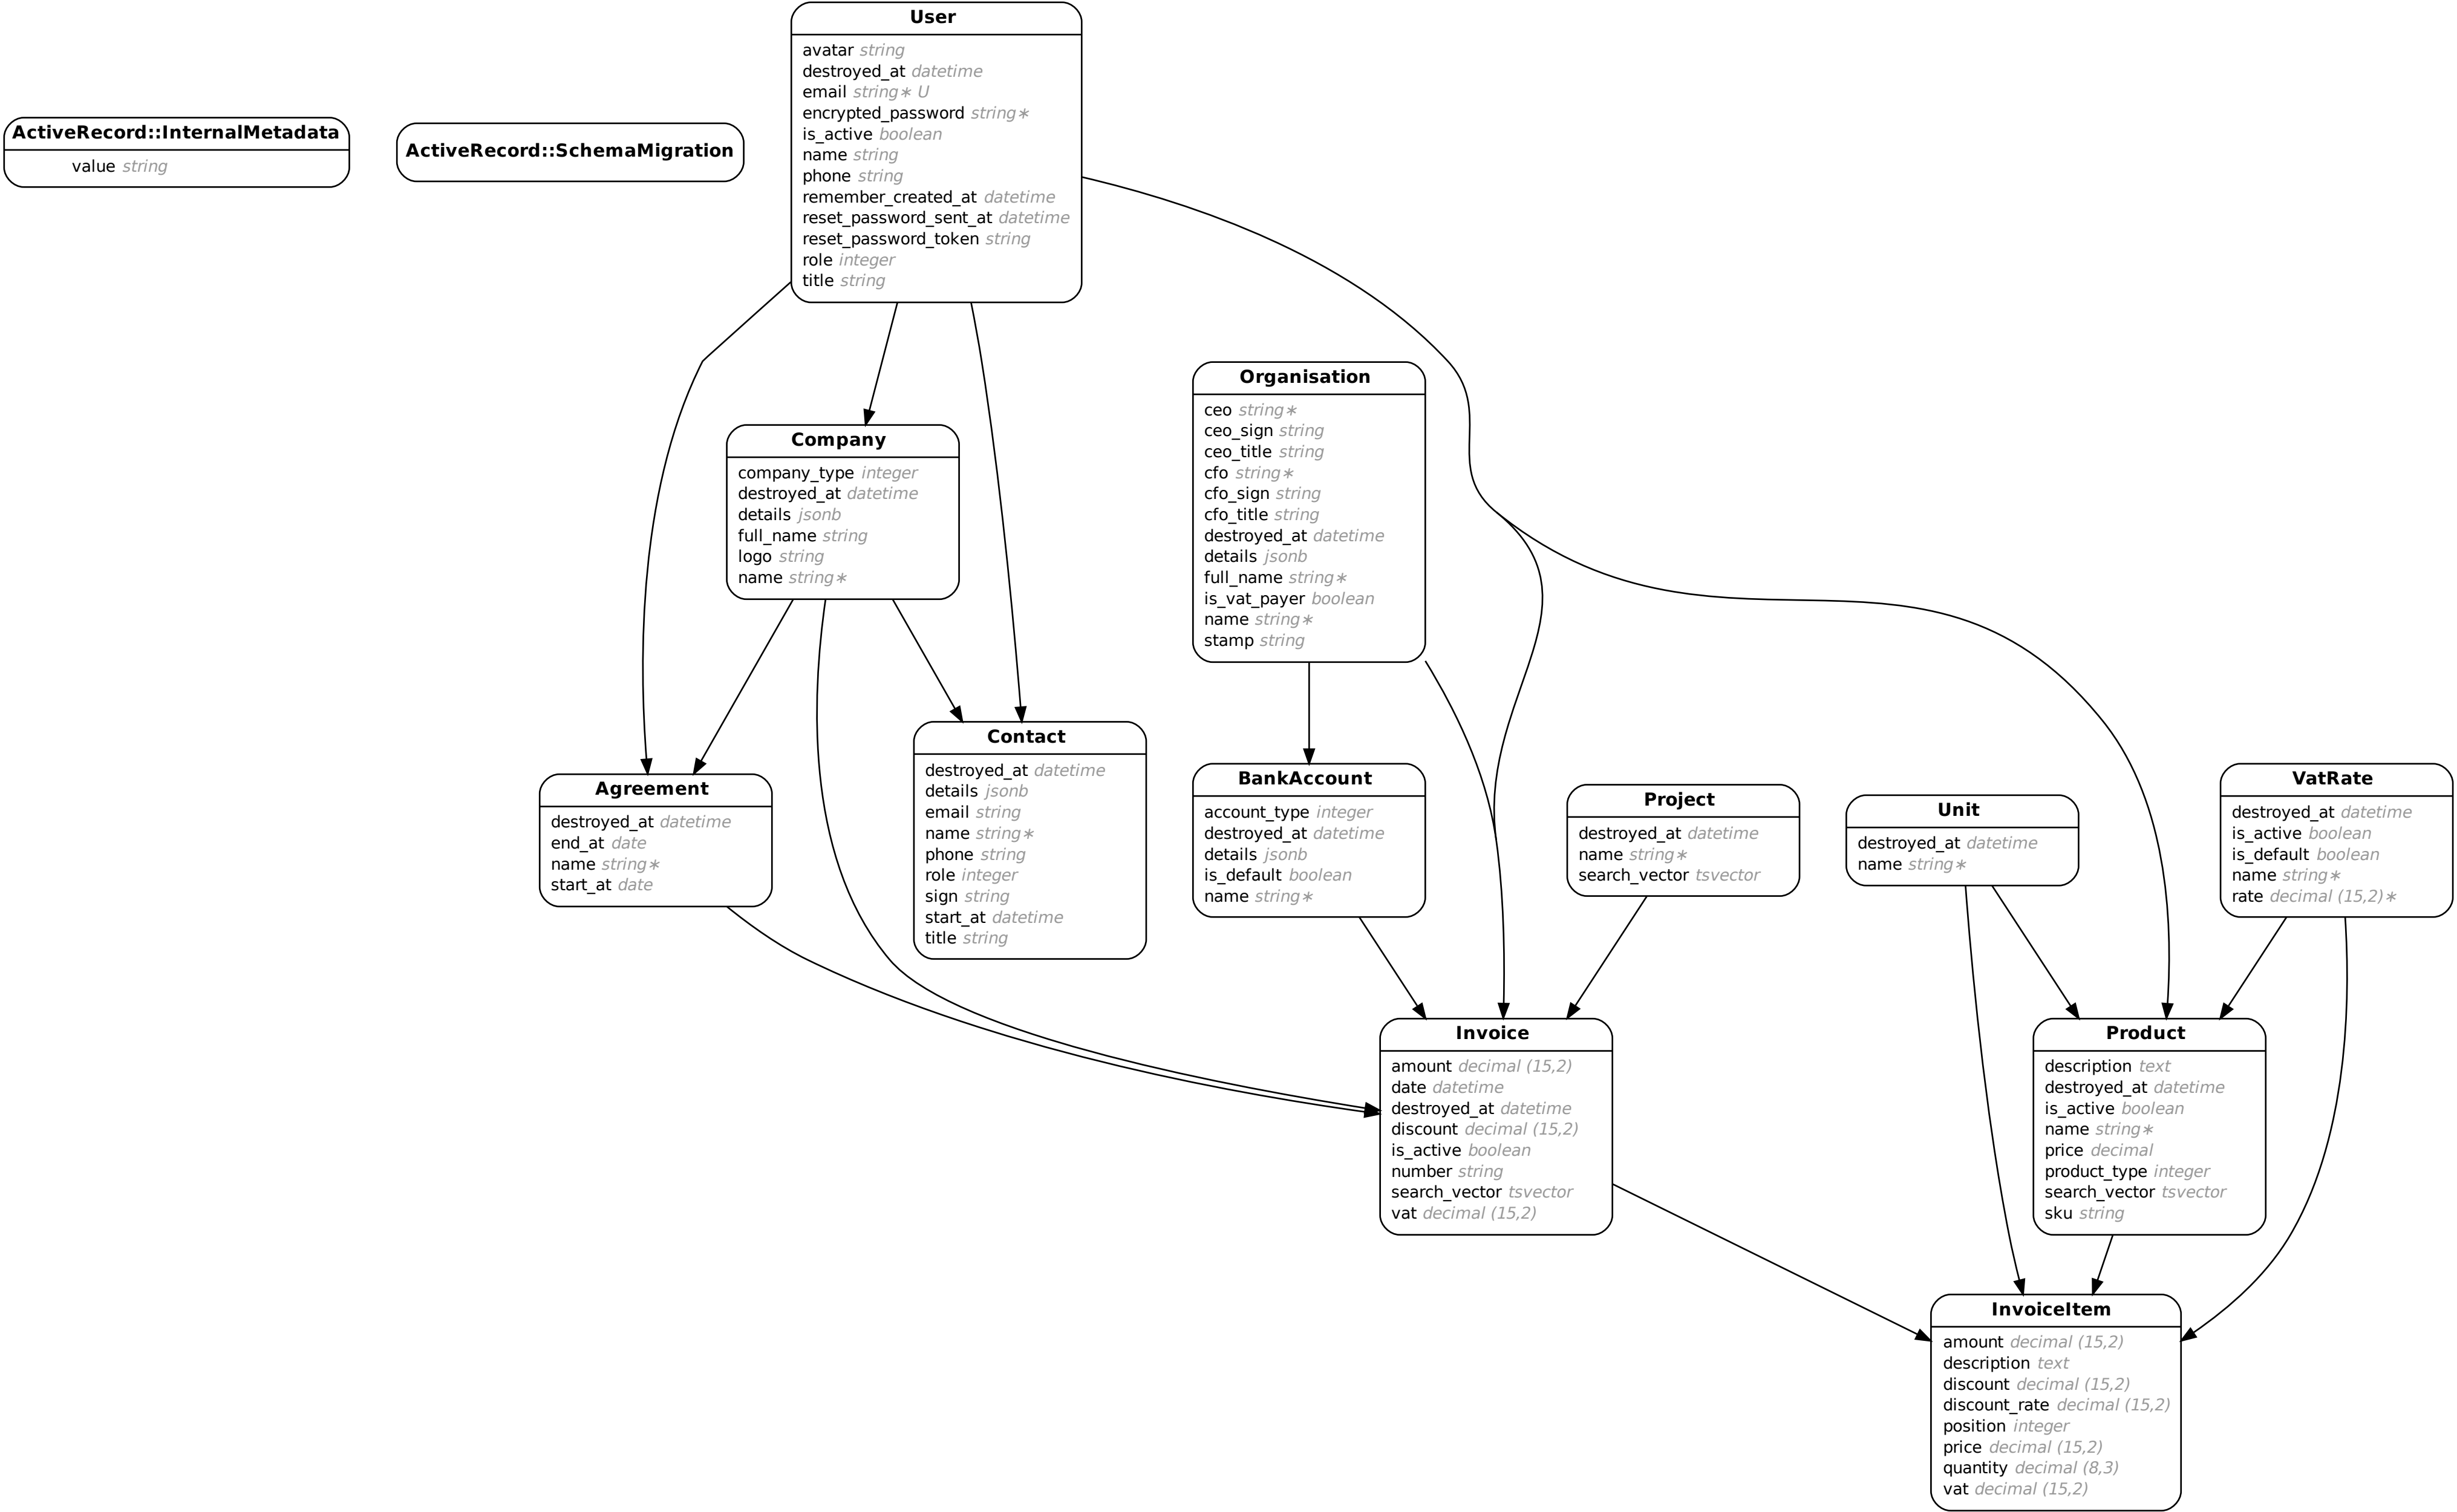 User
avatar string
destroyed_at datetime
email string∗ U
encrypted_password string∗
is_active boolean
name string
phone string
remember_created_at datetime
reset_password_sent_at datetime
reset_password_token string
role integer
title string
ActiveRecord::InternalMetadata
value string
ActiveRecord::SchemaMigration
Organisation
ceo string∗
ceo_sign string
ceo_title string
cfo string∗
cfo_sign string
cfo_title string
destroyed_at datetime
details jsonb
full_name string∗
is_vat_payer boolean
name string∗
stamp string
Company
company_type integer
destroyed_at datetime
details jsonb
full_name string
logo string
name string∗
Contact
destroyed_at datetime
details jsonb
email string
name string∗
phone string
role integer
sign string
start_at datetime
title string
Agreement
destroyed_at datetime
end_at date
name string∗
start_at date
BankAccount
account_type integer
destroyed_at datetime
details jsonb
is_default boolean
name string∗
Project
destroyed_at datetime
name string∗
search_vector tsvector
Unit
destroyed_at datetime
name string∗
VatRate
destroyed_at datetime
is_active boolean
is_default boolean
name string∗
rate decimal (15,2)∗
Invoice
amount decimal (15,2)
date datetime
destroyed_at datetime
discount decimal (15,2)
is_active boolean
number string
search_vector tsvector
vat decimal (15,2)
Product
description text
destroyed_at datetime
is_active boolean
name string∗
price decimal
product_type integer
search_vector tsvector
sku string
InvoiceItem
amount decimal (15,2)
description text
discount decimal (15,2)
discount_rate decimal (15,2)
position integer
price decimal (15,2)
quantity decimal (8,3)
vat decimal (15,2)